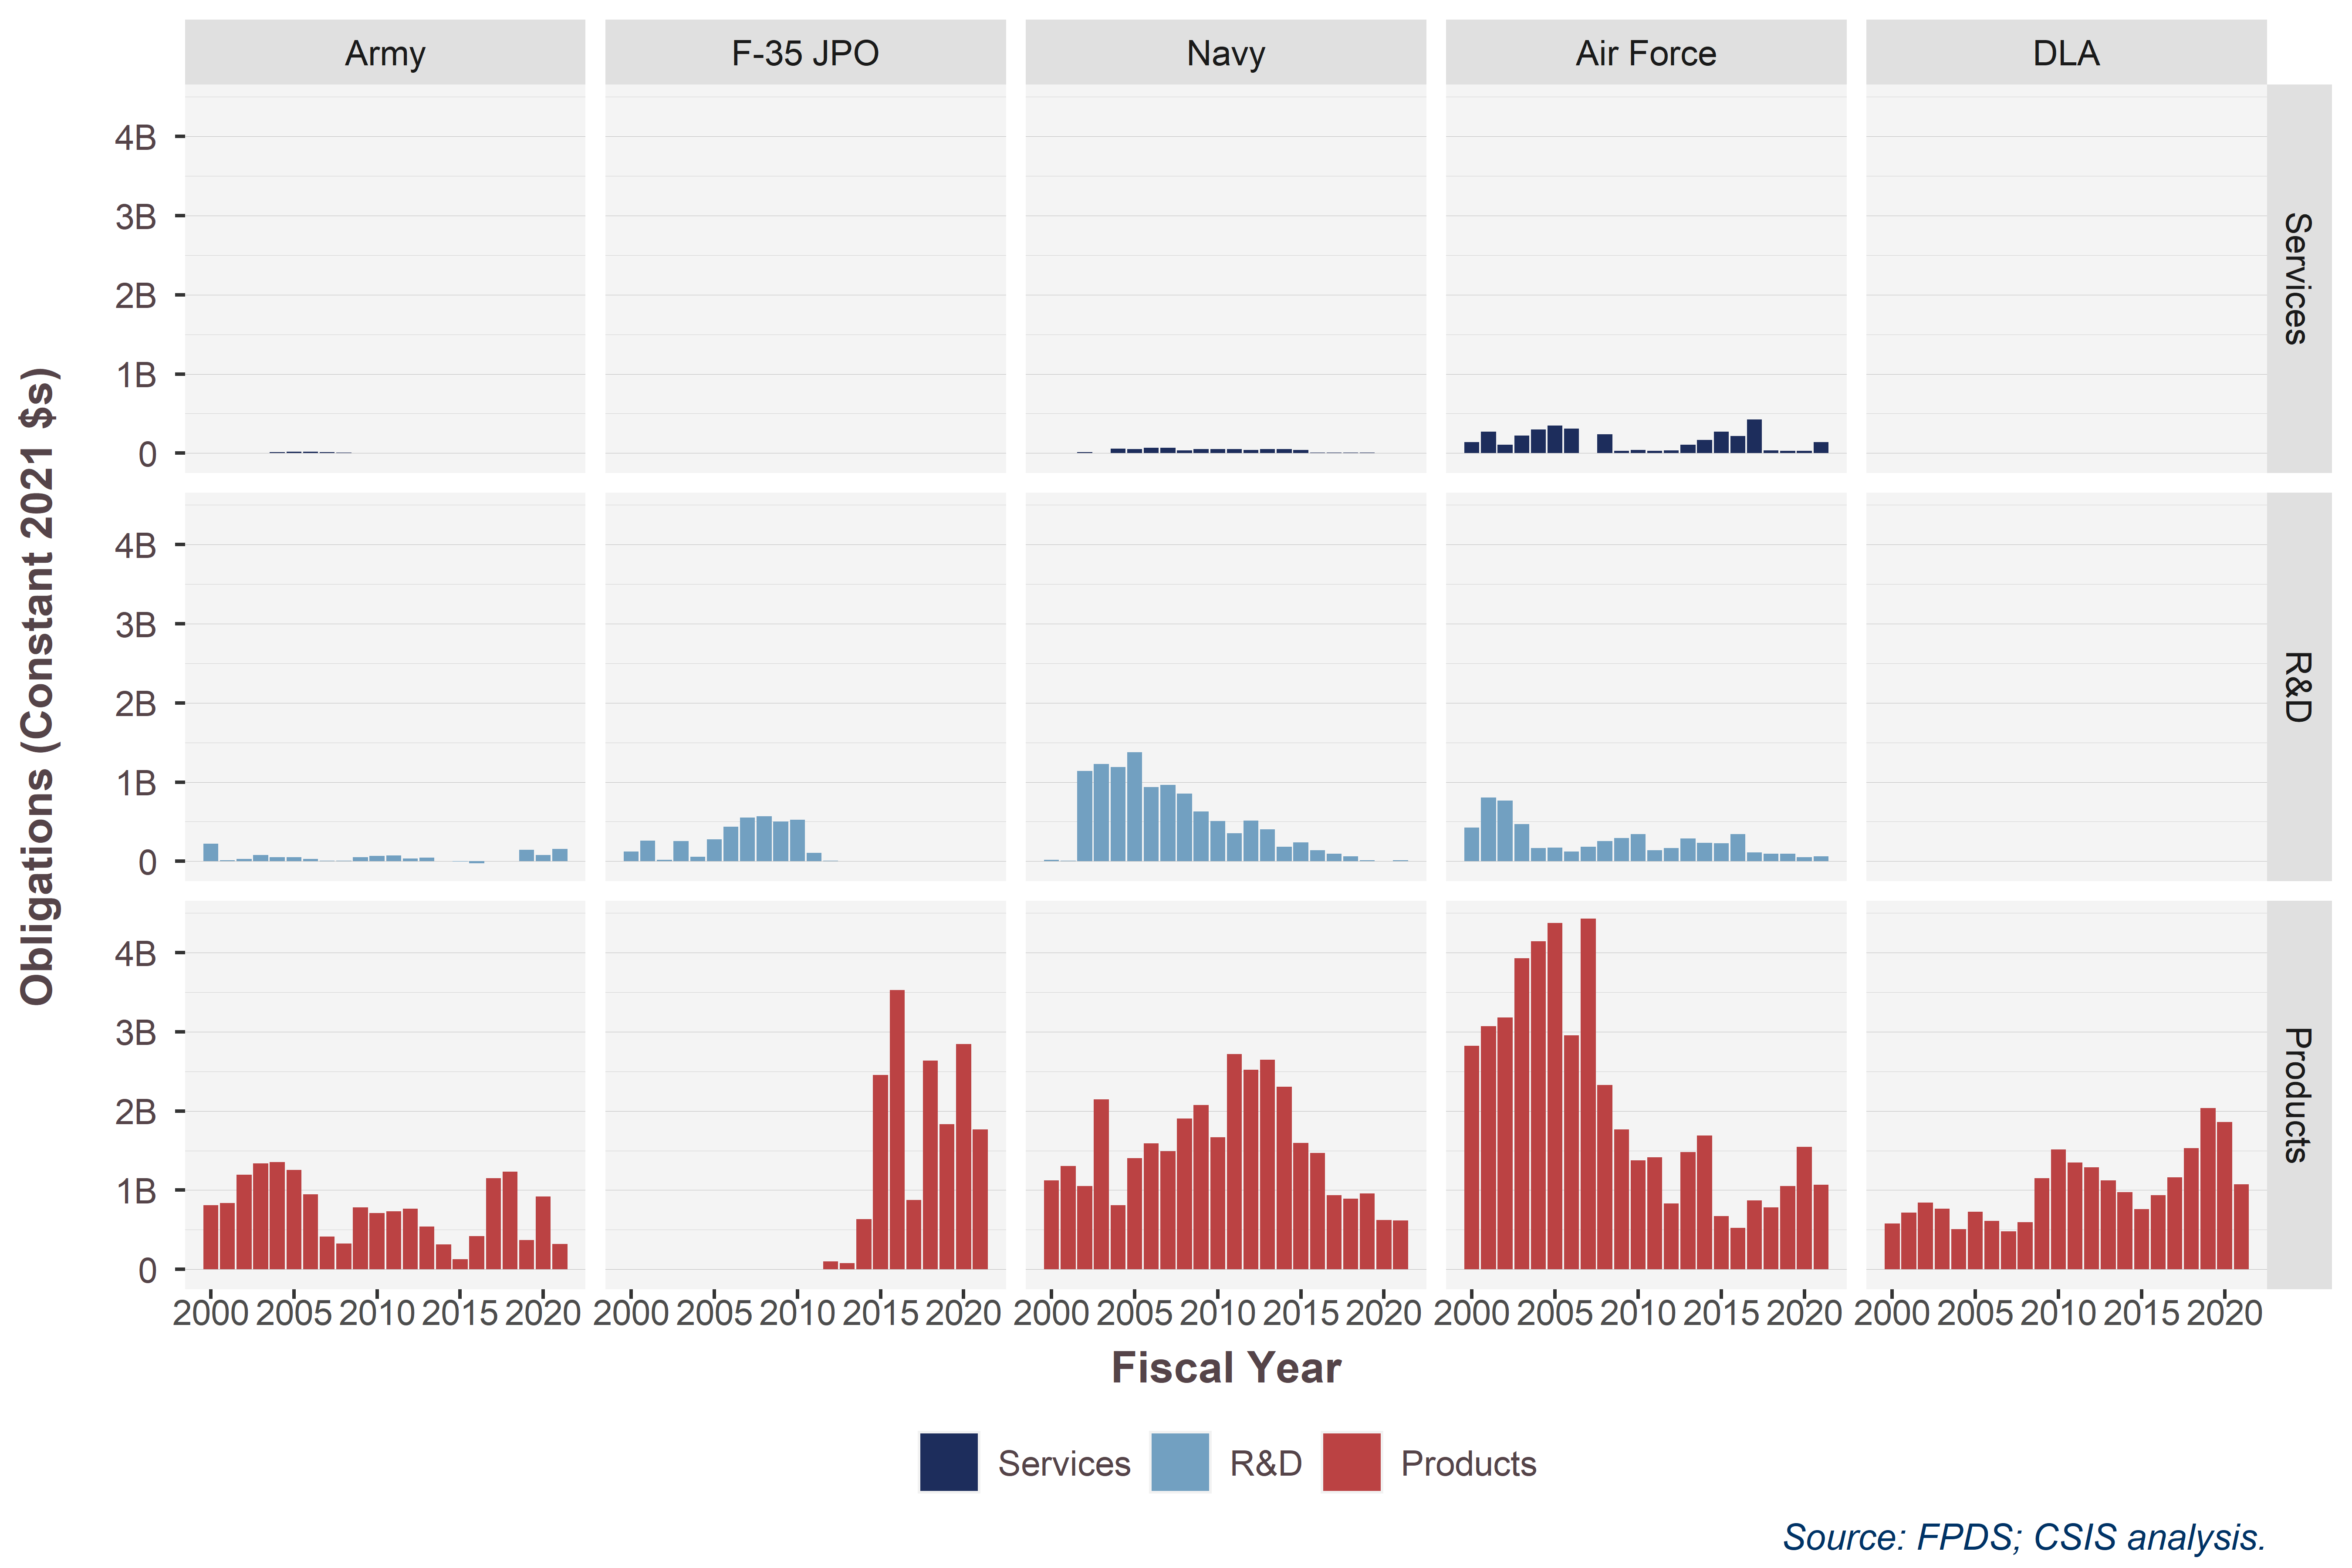 Army F-35 JPO Navy Air Force DLA
Obligations (Constant 2021 $s)
4B
3B
2B
1B
0
Services
4B
3B
2B
1B
0
R&D
4B
3B
2B
1B
0
Products
2000 2005 2010 2015 2020 2000 2005 2010 2015 2020 2000 2005 2010 2015 2020 2000 2005 2010 2015 2020 2000 2005 2010 2015 2020
Fiscal Year
Services R&D Products
Source: FPDS; CSIS analysis.